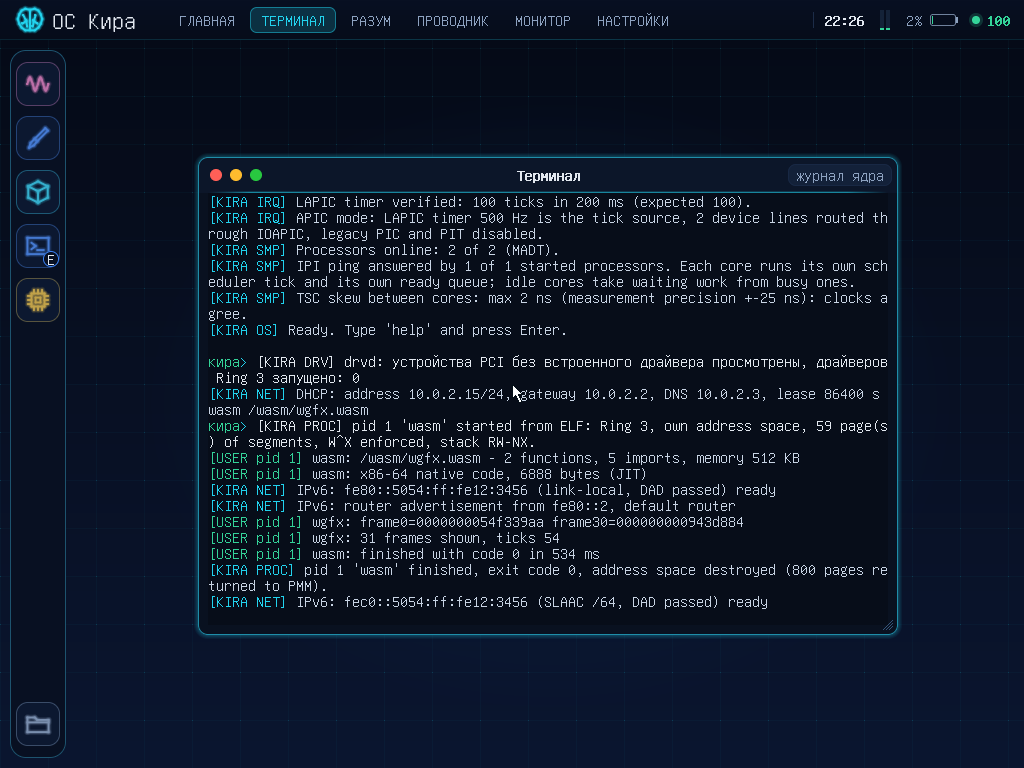 ОС Кира
ГЛАВНАЯ
ТЕРМИНАЛ
РАЗУМ
ПРОВОДНИК
МОНИТОР
НАСТРОЙКИ
22:26
2%
100
E
Терминал
журнал ядра
[KIRA IRQ] LAPIC timer verified: 100 ticks in 200 ms (expected 100).
[KIRA IRQ] APIC mode: LAPIC timer 500 Hz is the tick source, 2 device lines routed th
rough IOAPIC, legacy PIC and PIT disabled.
[KIRA SMP] Processors online: 2 of 2 (MADT).
[KIRA SMP] IPI ping answered by 1 of 1 started processors. Each core runs its own sch
eduler tick and its own ready queue; idle cores take waiting work from busy ones.
[KIRA SMP] TSC skew between cores: max 2 ns (measurement precision +-25 ns): clocks a
gree.
[KIRA OS] Ready. Type 'help' and press Enter.
кира> [KIRA DRV] drvd: устройства PCI без встроенного драйвера просмотрены, драйверов
Ring 3 запущено: 0
[KIRA NET] DHCP: address 10.0.2.15/24, gateway 10.0.2.2, DNS 10.0.2.3, lease 86400 s
wasm /wasm/wgfx.wasm
кира> [KIRA PROC] pid 1 'wasm' started from ELF: Ring 3, own address space, 59 page(s
) of segments, W^X enforced, stack RW-NX.
[USER pid 1] wasm: /wasm/wgfx.wasm - 2 functions, 5 imports, memory 512 KB
[USER pid 1] wasm: x86-64 native code, 6888 bytes (JIT)
[KIRA NET] IPv6: fe80::5054:ff:fe12:3456 (link-local, DAD passed) ready
[KIRA NET] IPv6: router advertisement from fe80::2, default router
[USER pid 1] wgfx: frame0=0000000054f339aa frame30=000000000943d884
[USER pid 1] wgfx: 31 frames shown, ticks 54
[USER pid 1] wasm: finished with code 0 in 534 ms
[KIRA PROC] pid 1 'wasm' finished, exit code 0, address space destroyed (800 pages re
turned to PMM).
[KIRA NET] IPv6: fec0::5054:ff:fe12:3456 (SLAAC /64, DAD passed) ready